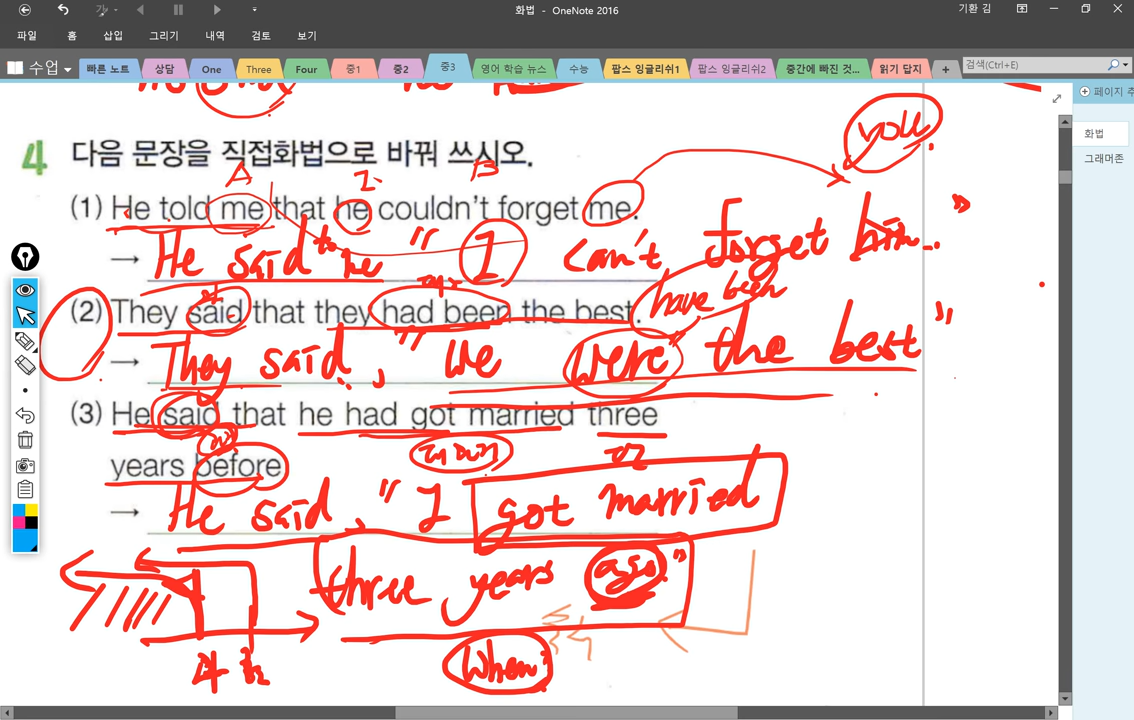 화법 - OneNote 2016
기환 김
파일 홈 삽입 그리기 내역 검토 보기
수업 빠른 노트 상담 One Three Four 중1 중2 중3 영어 학습 뉴스 수능 팝스 잉글리쉬1 팝스 잉글리쉬2 중간에 빠진 것... 읽기 답지 + 검색(Ctrl+E)
페이지 추
화법
그래머존
you.
4 다음 문장을 직접화법으로 바꿔 쓰시오.
A I B
(1) He told me that he couldn't forget me.
→ He said to he " I can't forget him. "
have been
(2) They said that they had been the best.
→ They said, " We were the best "
(3) He said that he had got married three
years before
→ He said, " I got married
three years ago. "
When?